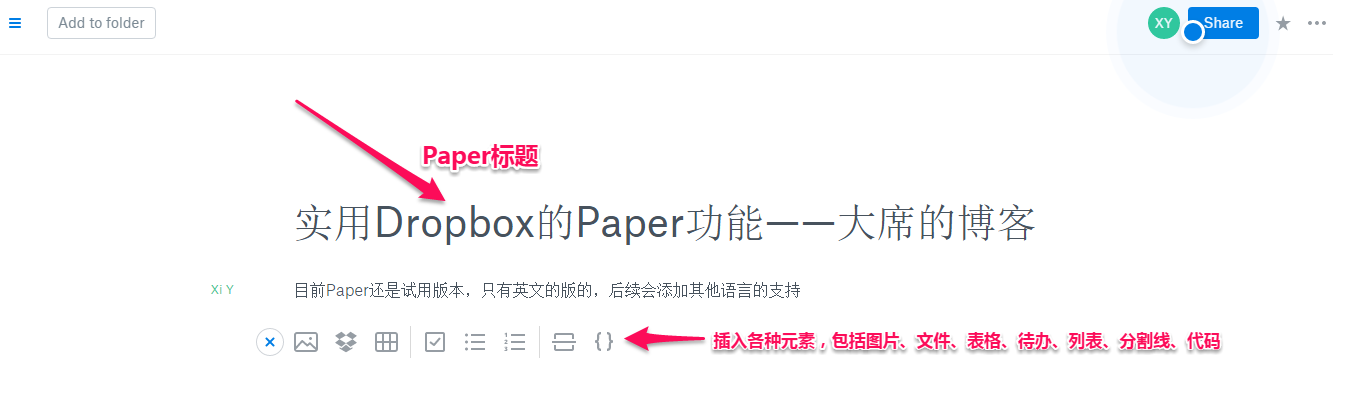 Add to folder
XY
Share
Paper标题
实用Dropbox的Paper功能——大席的博客
Xi Y
目前Paper还是试用版本，只有英文的版的，后续会添加其他语言的支持
插入各种元素，包括图片、文件、表格、待办、列表、分割线、代码